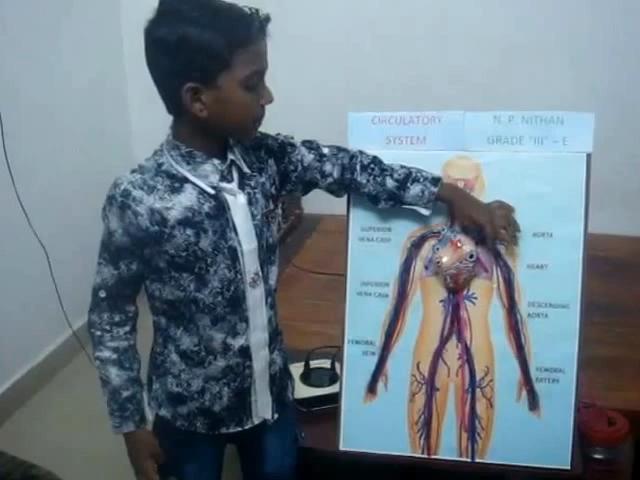 CIRCULATORY
SYSTEM
N. P. NITHAN
GRADE "III" – E
SUPERIOR
VENA CAVA
INFERIOR
VENA CAVA
FEMORAL
VEIN
AORTA
HEART
DESCENDING
AORTA
FEMORAL
ARTERY